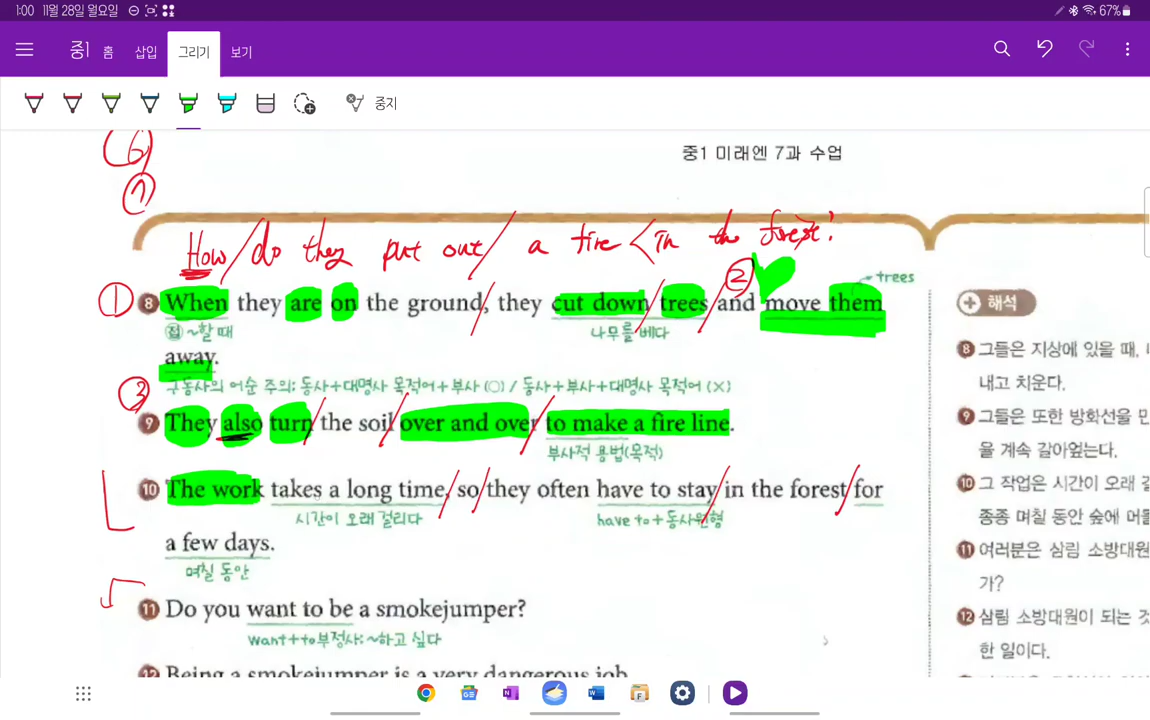 1:00 11월 28일 월요일
67%
중1 홈 삽입 그리기 보기
중지
6
중1 미래엔 7과 수업
How / do they put out / a fire < in the forest?
① ⑧ When they are on the ground, they cut down trees and ② move them
trees
접 ~할 때 나무를 베다
away.
구동사의 어순 주의: 동사+대명사 목적어+부사 (○) / 동사+부사+대명사 목적어 (×)
③ ⑨ They also turn the soil over and over to make a fire line.
부사적 용법(목적)
⑩ The work takes a long time, so they often have to stay in the forest for
시간이 오래 걸리다 have to+동사원형
a few days.
며칠 동안
⑪ Do you want to be a smokejumper?
want+to부정사: ~하고 싶다
⑫ Being a smokejumper is a very dangerous job.
해석
⑧ 그들은 지상에 있을 때,
내고 치운다.
⑨ 그들은 또한 방화선을
을 계속 갈아엎는다.
⑩ 그 작업은 시간이 오래
종종 며칠 동안 숲에
⑪ 여러분은 삼림 소방대원
가?
⑫ 삼림 소방대원이 되는 것
한 일이다.